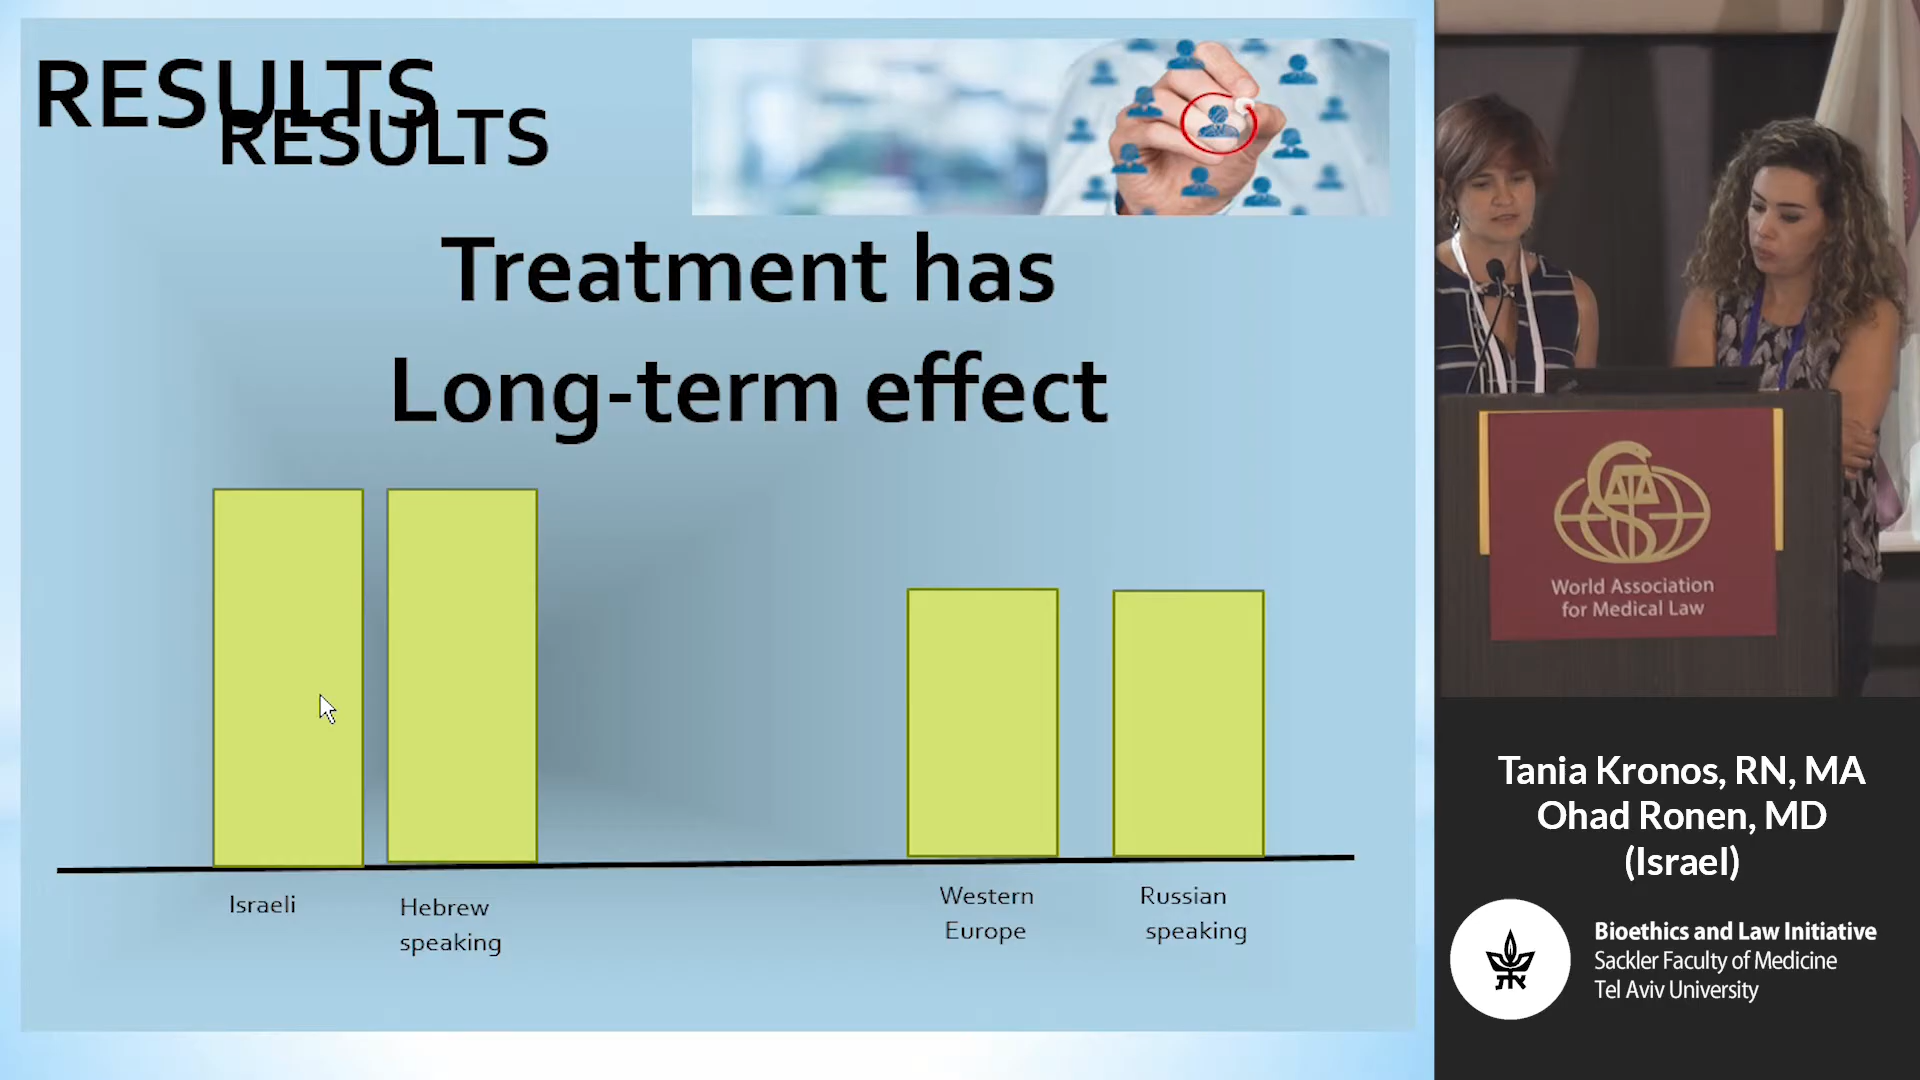 RESULTS
RESULTS
Treatment has
Long-term effect
Israeli
Hebrew
speaking
Western
Europe
Russian
speaking
World Association
for Medical Law
Tania Kronos, RN, MA
Ohad Ronen, MD
(Israel)
Bioethics and Law Initiative
Sackler Faculty of Medicine
Tel Aviv University